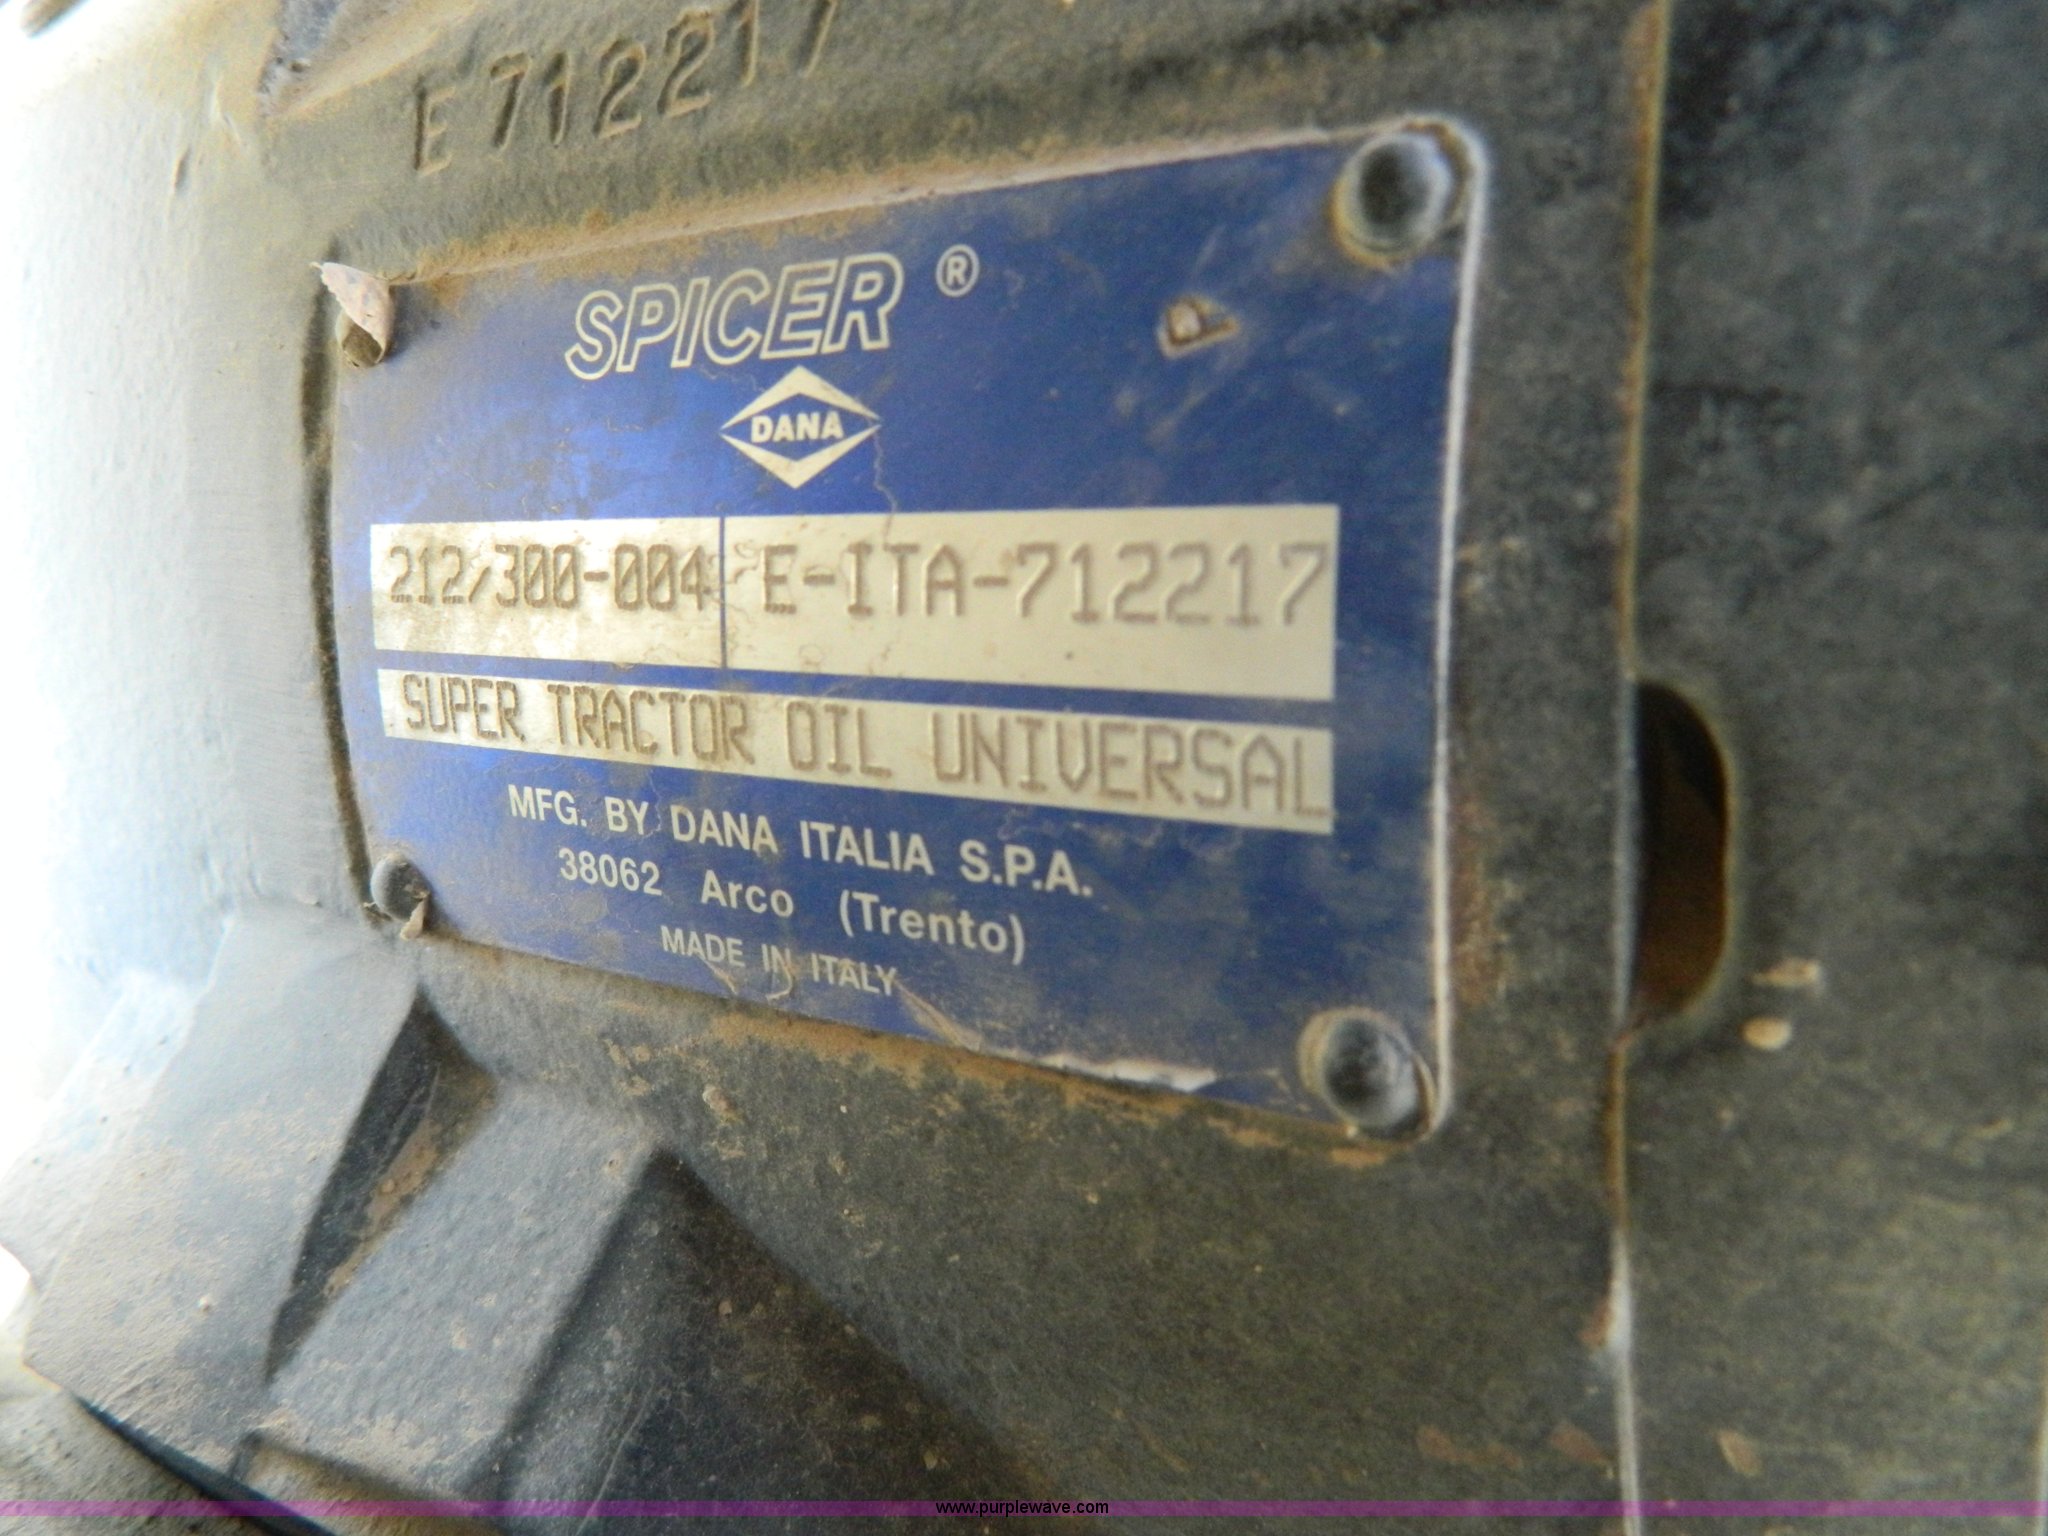 E712217
SPICER ®
DANA
212/300-004 E-ITA-712217
SUPER TRACTOR OIL UNIVERSAL
MFG. BY DANA ITALIA S.P.A.
38062 Arco (Trento)
MADE IN ITALY
www.purplewave.com